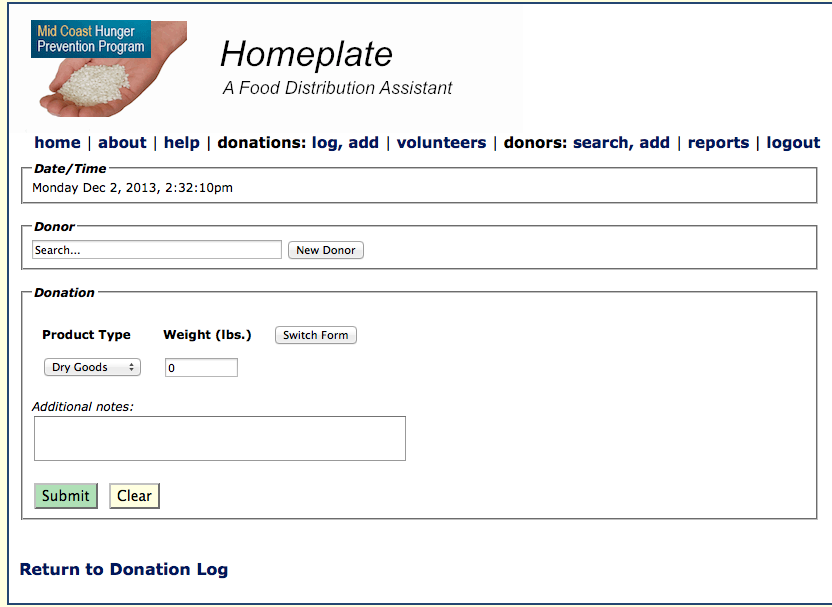 Mid Coast Hunger
Prevention Program
Homeplate
A Food Distribution Assistant
home | about | help | donations: log, add | volunteers | donors: search, add | reports | logout
Date/Time
Monday Dec 2, 2013, 2:32:10pm
Donor
Search... New Donor
Donation
Product Type Weight (lbs.) Switch Form
Dry Goods 0
Additional notes:
Submit Clear
Return to Donation Log